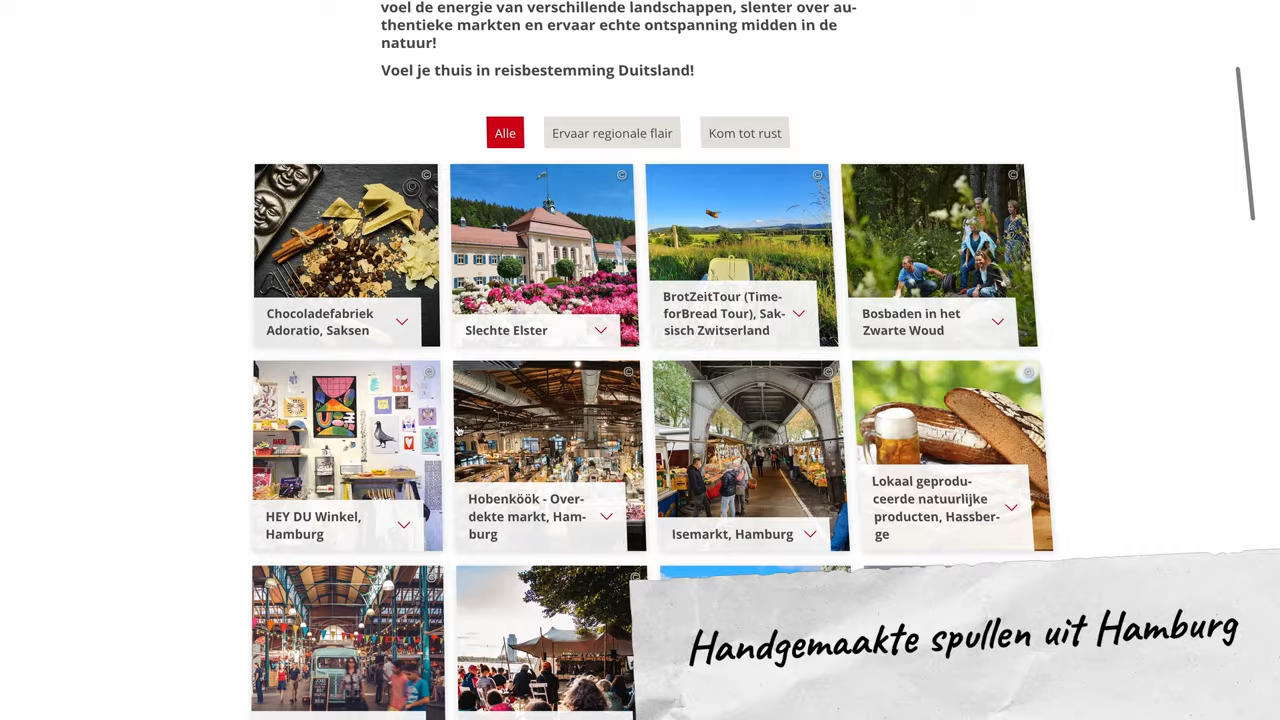 voel de energie van verschillende landschappen, slenter over au-
thentieke markten en ervaar echte ontspanning midden in de
natuur!
Voel je thuis in reisbestemming Duitsland!
Alle
Ervaar regionale flair
Kom tot rust
©
©
©
©
Chocoladefabriek
Adoratio, Saksen
Slechte Elster
BrotZeitTour (Time-
forBread Tour), Sak-
sisch Zwitserland
Bosbaden in het
Zwarte Woud
©
©
©
©
HEY DU Winkel,
Hamburg
Hobenköök - Over-
dekte markt, Ham-
burg
Isemarkt, Hamburg
Lokaal geprodu-
ceerde natuurlijke
producten, Hassber-
ge
©
©
Handgemaakte spullen uit Hamburg